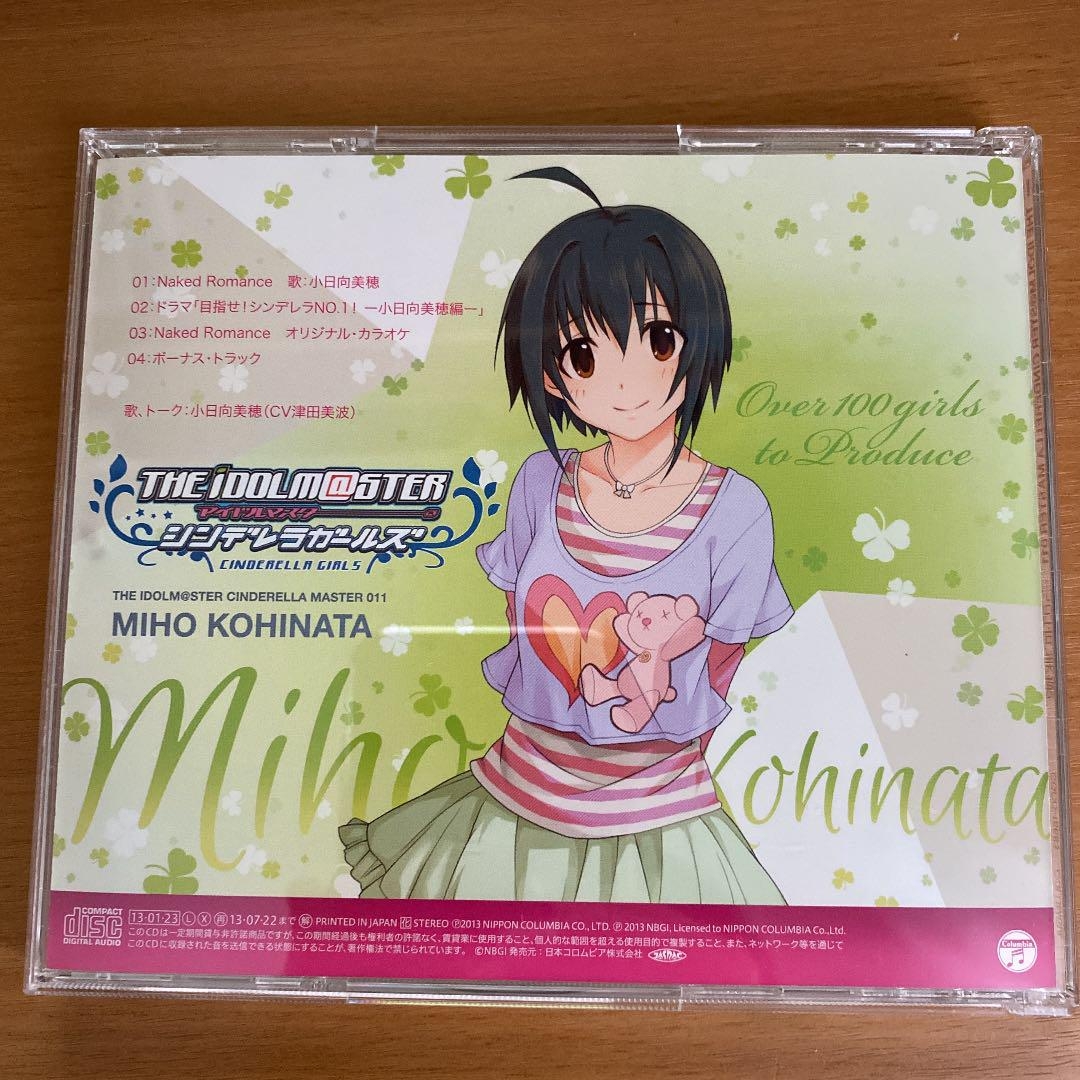 01:Naked Romance 歌:小日向美穂
02:ドラマ「目指せ!シンデレラNO.1! ー小日向美穂編ー」
03:Naked Romance オリジナル・カラオケ
04:ボーナス・トラック
歌、トーク:小日向美穂(CV津田美波)
Over 100 girls
to Produce
THE iDOLM@STER
アイドルマスター
シンデレラガールズ
CINDERELLA GIRLS
THE IDOLM@STER CINDERELLA MASTER 011
MIHO KOHINATA
Miho Kohinata
COMPACT disc DIGITAL AUDIO
13・01・23 Ⓛ Ⓧ ㊢ 13・07・22まで
PRINTED IN JAPAN STEREO Ⓟ2013 NIPPON COLUMBIA CO., LTD. Ⓟ 2013 NBGI, Licensed to NIPPON COLUMBIA Co.,Ltd.
このCDは一定期間貸与非許諾商品ですが、この期間経過後も権利者の許諾なく、賃貸業に使用すること、個人的な範囲を超える使用目的で複製すること、また、ネットワーク等を通じて
このCDに収録された音を送信できる状態にすることが、著作権法で禁じられています。 ©NBGI 発売元:日本コロムビア株式会社
Columbia